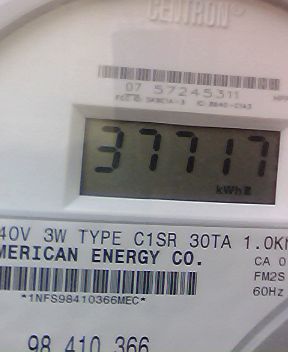 CENTRON®
07 57245311
37717
kWh
40V 3W TYPE C1SR 30TA 1.0K
MERICAN ENERGY CO.
CA 0
FM2S
60Hz
*1NFS98410366MEC*
98 410 366